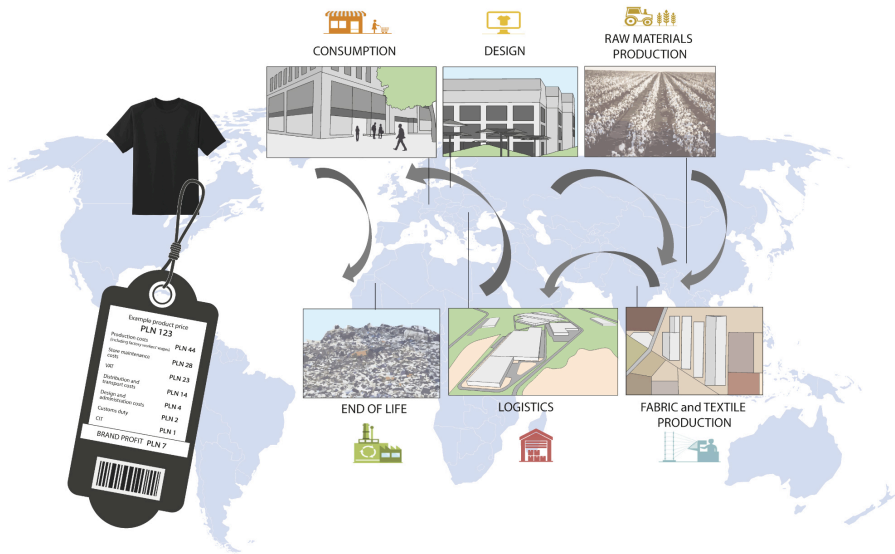 CONSUMPTION
DESIGN
RAW MATERIALS
PRODUCTION
Example product price
PLN 123
Production costs
(including factory workers' wages)
PLN 44
Store maintenance
costs
PLN 28
VAT
PLN 23
Distribution and
transport costs
PLN 14
Design and
administration costs
PLN 4
Customs duty
PLN 2
CIT
PLN 1
BRAND PROFIT PLN 7
END OF LIFE
LOGISTICS
FABRIC and TEXTILE
PRODUCTION